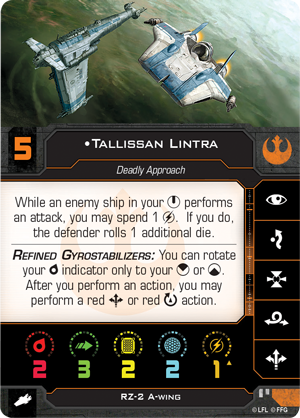 5
•Tallissan Lintra
Deadly Approach
While an enemy ship in your performs
an attack, you may spend 1 . If you do,
the defender rolls 1 additional die.
Refined Gyrostabilizers: You can rotate
your indicator only to your or .
After you perform an action, you may
perform a red or red action.
2 3 2 2 1
RZ-2 A-wing
© LFL © FFG